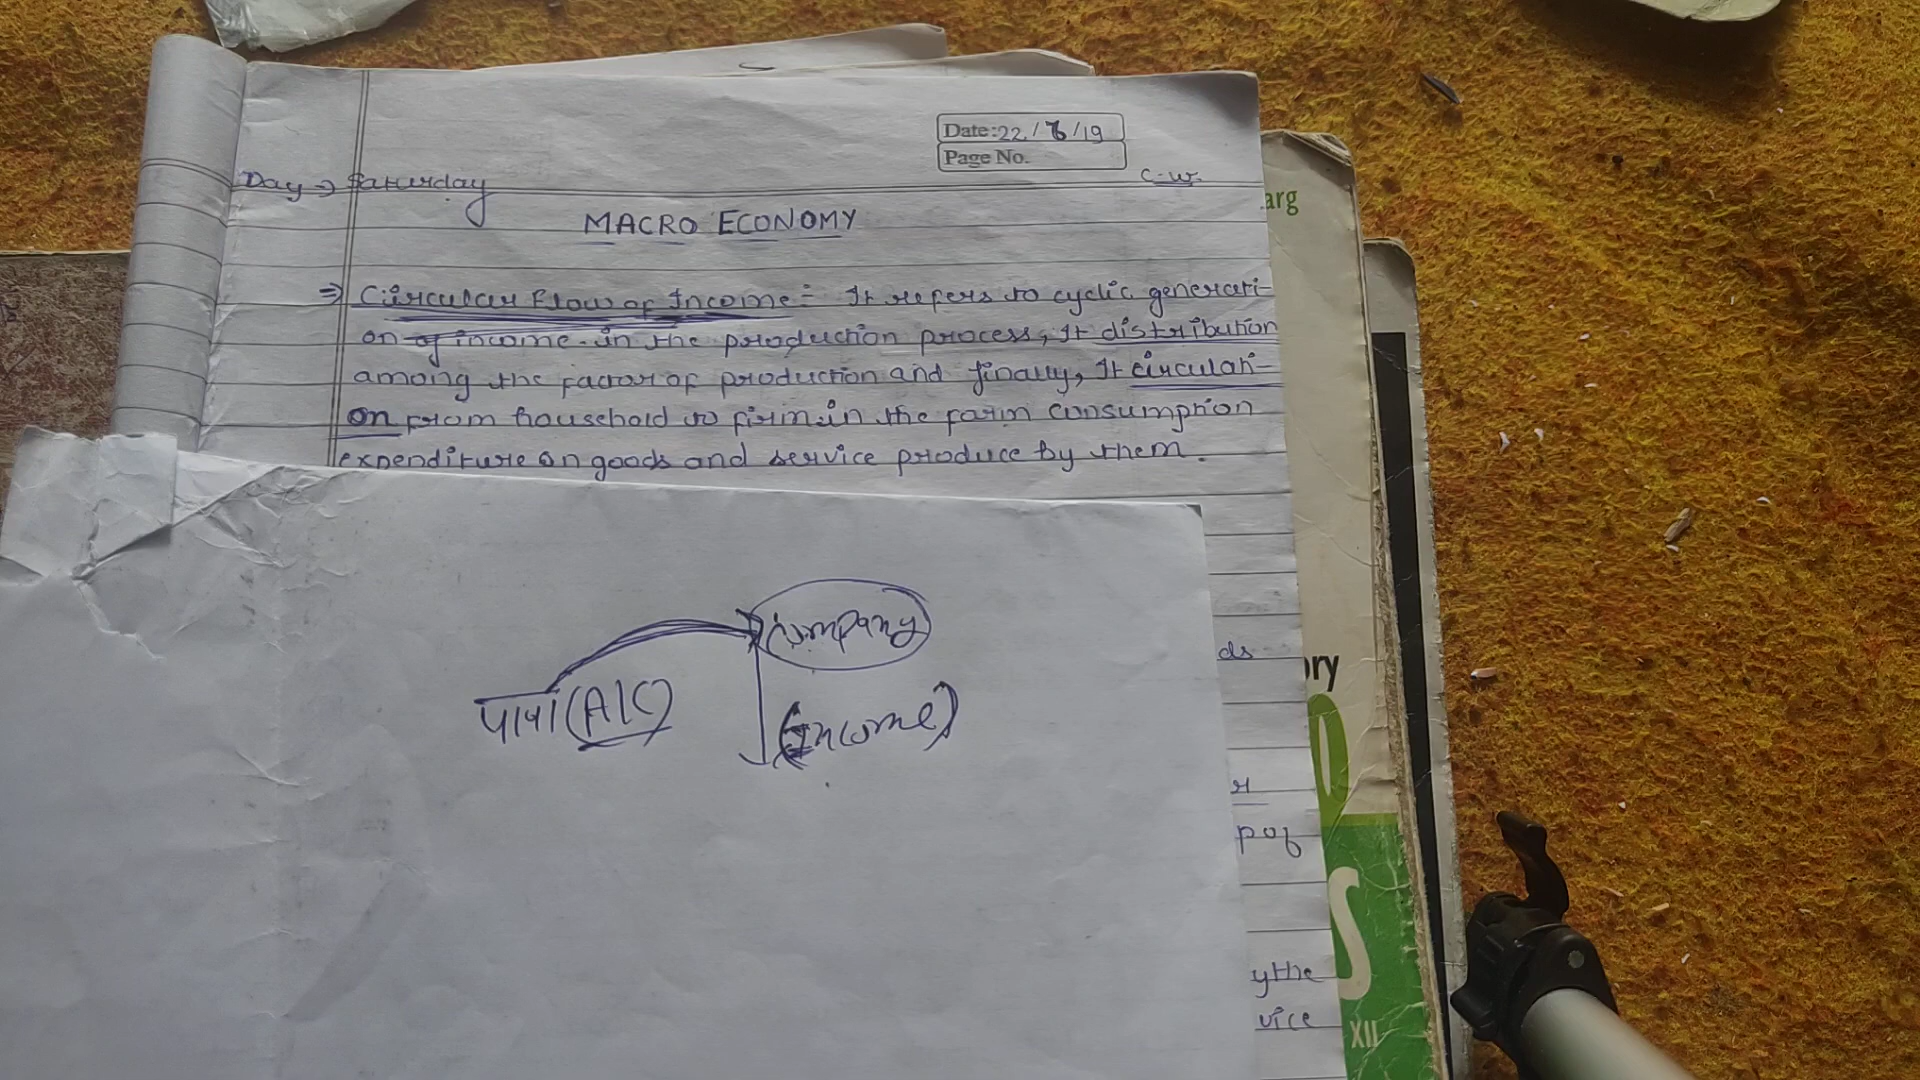 Date: 22/6/19
Page No.
Day → Saturday
C.W.
MACRO ECONOMY
⇒ Circular Flow of Income:- It refers to cyclic generati-
on of income in the production process, It distribution
among the factor of production and finally, It circulati-
on from household to firm in the form consumption
expenditure on goods and service produce by them.
company
पापा (A/C)
(Income)
arg
ds
ory
r
p of
y the
vice
S
XII